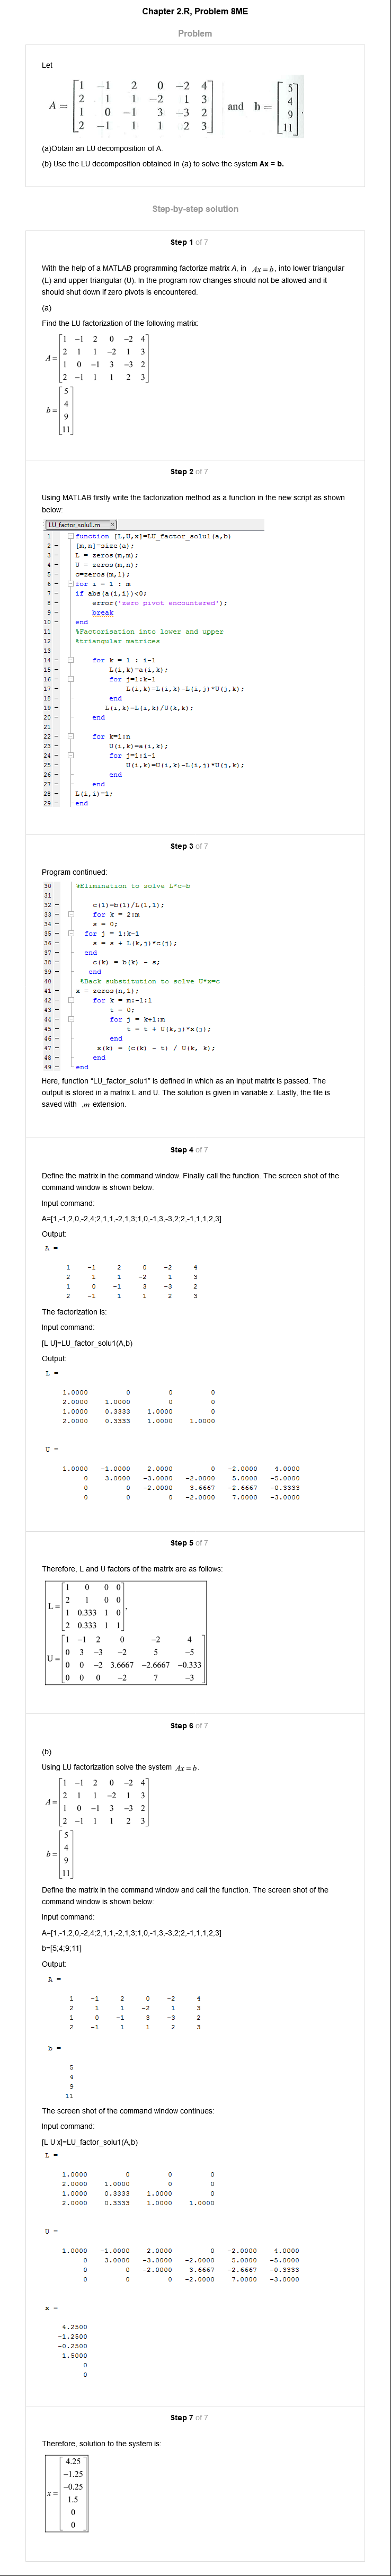 Chapter 2.R, Problem 8ME
Problem
Let
A = [1 -1 2 0 -2 4
2 1 1 -2 1 3
1 0 -1 3 -3 2
2 -1 1 1 2 3] and b = [5
4
9
11].
(a)Obtain an LU decomposition of A.
(b) Use the LU decomposition obtained in (a) to solve the system Ax = b.
Step-by-step solution
Step 1 of 7
With the help of a MATLAB programming factorize matrix A, in Ax = b, into lower triangular
(L) and upper triangular (U). In the program row changes should not be allowed and it
should shut down if zero pivots is encountered.
(a)
Find the LU factorization of the following matrix:
A = [1 -1 2 0 -2 4
2 1 1 -2 1 3
1 0 -1 3 -3 2
2 -1 1 1 2 3]
b = [5
4
9
11]
Step 2 of 7
Using MATLAB firstly write the factorization method as a function in the new script as shown
below:
LU_factor_solu1.m ×
1 function [L,U,x]=LU_factor_solu1(a,b)
2 - [m,n]=size(a);
3 - L = zeros(m,m);
4 - U = zeros(m,n);
5 - c=zeros(m,1);
6 - for i = 1 : m
7 - if abs(a(i,i))<0;
8 - error('zero pivot encountered');
9 - break
10 - end
11 %Factorisation into lower and upper
12 %triangular matrices
13
14 - for k = 1 : i-1
15 - L(i,k)=a(i,k);
16 - for j=1:k-1
17 - L(i,k)=L(i,k)-L(i,j)*U(j,k);
18 - end
19 - L(i,k)=L(i,k)/U(k,k);
20 - end
21
22 - for k=1:n
23 - U(i,k)=a(i,k);
24 - for j=1:i-1
25 - U(i,k)=U(i,k)-L(i,j)*U(j,k);
26 - end
27 - end
28 - L(i,i)=1;
29 - end
Step 3 of 7
Program continued:
30 %Elimination to solve L*c=b
31
32 - c(1)=b(1)/L(1,1);
33 - for k = 2:m
34 - s = 0;
35 - for j = 1:k-1
36 - s = s + L(k,j)*c(j);
37 - end
38 - c(k) = b(k) - s;
39 - end
40 %Back substitution to solve U*x=c
41 - x = zeros(n,1);
42 - for k = m:-1:1
43 - t = 0;
44 - for j = k+1:m
45 - t = t + U(k,j)*x(j);
46 - end
47 - x(k) = (c(k) - t) / U(k, k);
48 - end
49 - end
Here, function "LU_factor_solu1" is defined in which as an input matrix is passed. The
output is stored in a matrix L and U. The solution is given in variable x. Lastly, the file is
saved with .m extension.
Step 4 of 7
Define the matrix in the command window. Finally call the function. The screen shot of the
command window is shown below:
Input command:
A=[1,-1,2,0,-2,4;2,1,1,-2,1,3;1,0,-1,3,-3,2;2,-1,1,1,2,3]
Output:
A =
1 -1 2 0 -2 4
2 1 1 -2 1 3
1 0 -1 3 -3 2
2 -1 1 1 2 3
The factorization is:
Input command:
[L U]=LU_factor_solu1(A,b)
Output:
L =
1.0000 0 0 0
2.0000 1.0000 0 0
1.0000 0.3333 1.0000 0
2.0000 0.3333 1.0000 1.0000
U =
1.0000 -1.0000 2.0000 0 -2.0000 4.0000
0 3.0000 -3.0000 -2.0000 5.0000 -5.0000
0 0 -2.0000 3.6667 -2.6667 -0.3333
0 0 0 -2.0000 7.0000 -3.0000
Step 5 of 7
Therefore, L and U factors of the matrix are as follows:
L = [1 0 0 0
2 1 0 0
1 0.333 1 0
2 0.333 1 1],
U = [1 -1 2 0 -2 4
0 3 -3 -2 5 -5
0 0 -2 3.6667 -2.6667 -0.333
0 0 0 -2 7 -3]
Step 6 of 7
(b)
Using LU factorization solve the system Ax = b.
A = [1 -1 2 0 -2 4
2 1 1 -2 1 3
1 0 -1 3 -3 2
2 -1 1 1 2 3]
b = [5
4
9
11]
Define the matrix in the command window and call the function. The screen shot of the
command window is shown below:
Input command:
A=[1,-1,2,0,-2,4;2,1,1,-2,1,3;1,0,-1,3,-3,2;2,-1,1,1,2,3]
b=[5;4;9;11]
Output:
A =
1 -1 2 0 -2 4
2 1 1 -2 1 3
1 0 -1 3 -3 2
2 -1 1 1 2 3
b =
5
4
9
11
The screen shot of the command window continues:
Input command:
[L U x]=LU_factor_solu1(A,b)
L =
1.0000 0 0 0
2.0000 1.0000 0 0
1.0000 0.3333 1.0000 0
2.0000 0.3333 1.0000 1.0000
U =
1.0000 -1.0000 2.0000 0 -2.0000 4.0000
0 3.0000 -3.0000 -2.0000 5.0000 -5.0000
0 0 -2.0000 3.6667 -2.6667 -0.3333
0 0 0 -2.0000 7.0000 -3.0000
x =
4.2500
-1.2500
-0.2500
1.5000
0
0
Step 7 of 7
Therefore, solution to the system is:
x = [4.25
-1.25
-0.25
1.5
0
0]